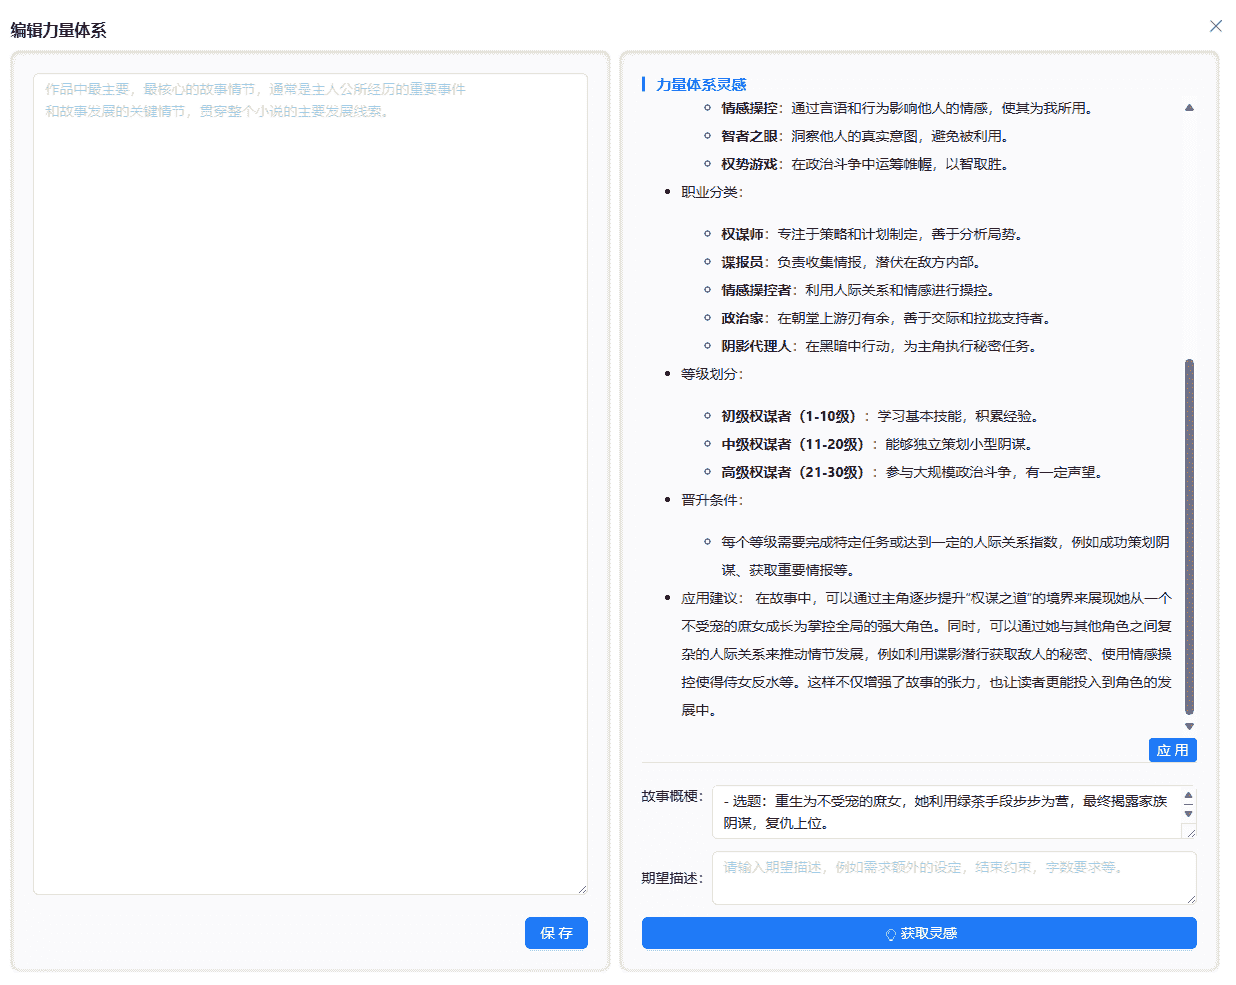 编辑力量体系
作品中最主要，最核心的故事情节，通常是主人公所经历的重要事件
和故事发展的关键情节，贯穿整个小说的主要发展线索。
保 存
力量体系灵感
情感操控：通过言语和行为影响他人的情感，使其为我所用。
智者之眼：洞察他人的真实意图，避免被利用。
权势游戏：在政治斗争中运筹帷幄，以智取胜。
职业分类：
权谋师：专注于策略和计划制定，善于分析局势。
谍报员：负责收集情报，潜伏在敌方内部。
情感操控者：利用人际关系和情感进行操控。
政治家：在朝堂上游刃有余，善于交际和拉拢支持者。
阴影代理人：在黑暗中行动，为主角执行秘密任务。
等级划分：
初级权谋者（1-10级）：学习基本技能，积累经验。
中级权谋者（11-20级）：能够独立策划小型阴谋。
高级权谋者（21-30级）：参与大规模政治斗争，有一定声望。
晋升条件：
每个等级需要完成特定任务或达到一定的人际关系指数，例如成功策划阴
谋、获取重要情报等。
应用建议： 在故事中，可以通过主角逐步提升“权谋之道”的境界来展现她从一个
不受宠的庶女成长为掌控全局的强大角色。同时，可以通过她与其他角色之间复
杂的人际关系来推动情节发展，例如利用谍影潜行获取敌人的秘密、使用情感操
控使得侍女反水等。这样不仅增强了故事的张力，也让读者更能投入到角色的发
展中。
应 用
故事概梗：
- 选题：重生为不受宠的庶女，她利用绿茶手段步步为营，最终揭露家族
阴谋，复仇上位。
期望描述：
请输入期望描述，例如需求额外的设定，结束约束，字数要求等。
获取灵感